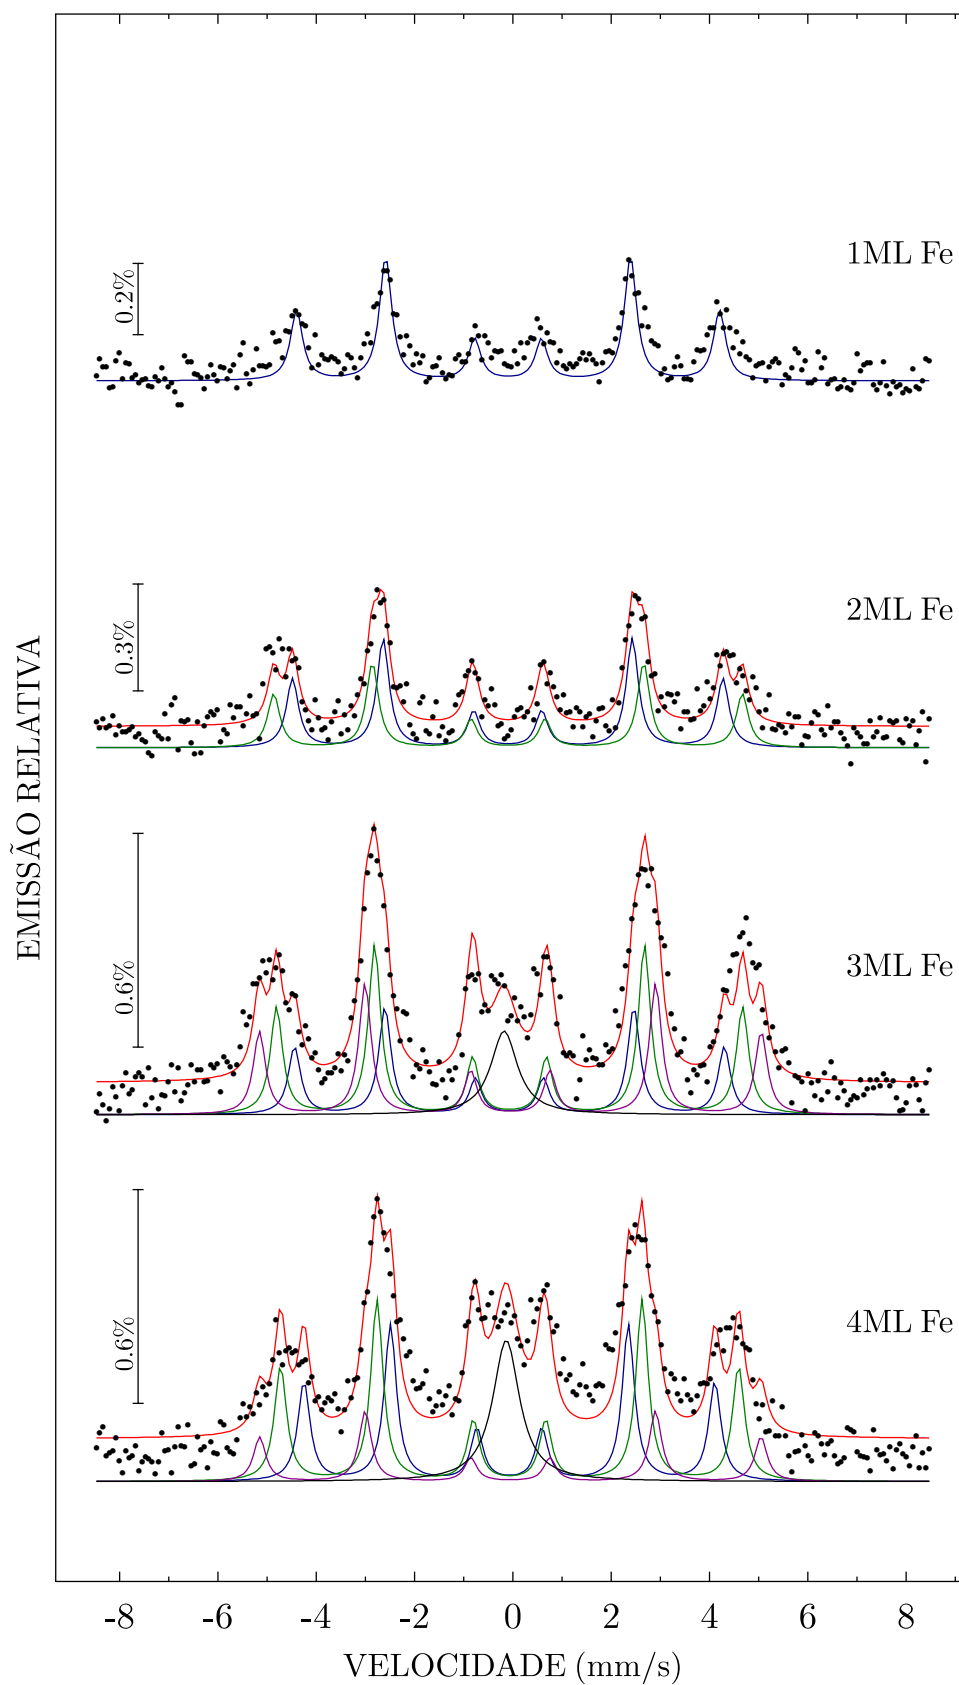 1ML Fe
0.2%
2ML Fe
0.3%
EMISSÃO RELATIVA
3ML Fe
0.6%
4ML Fe
0.6%
-8 -6 -4 -2 0 2 4 6 8
VELOCIDADE (mm/s)